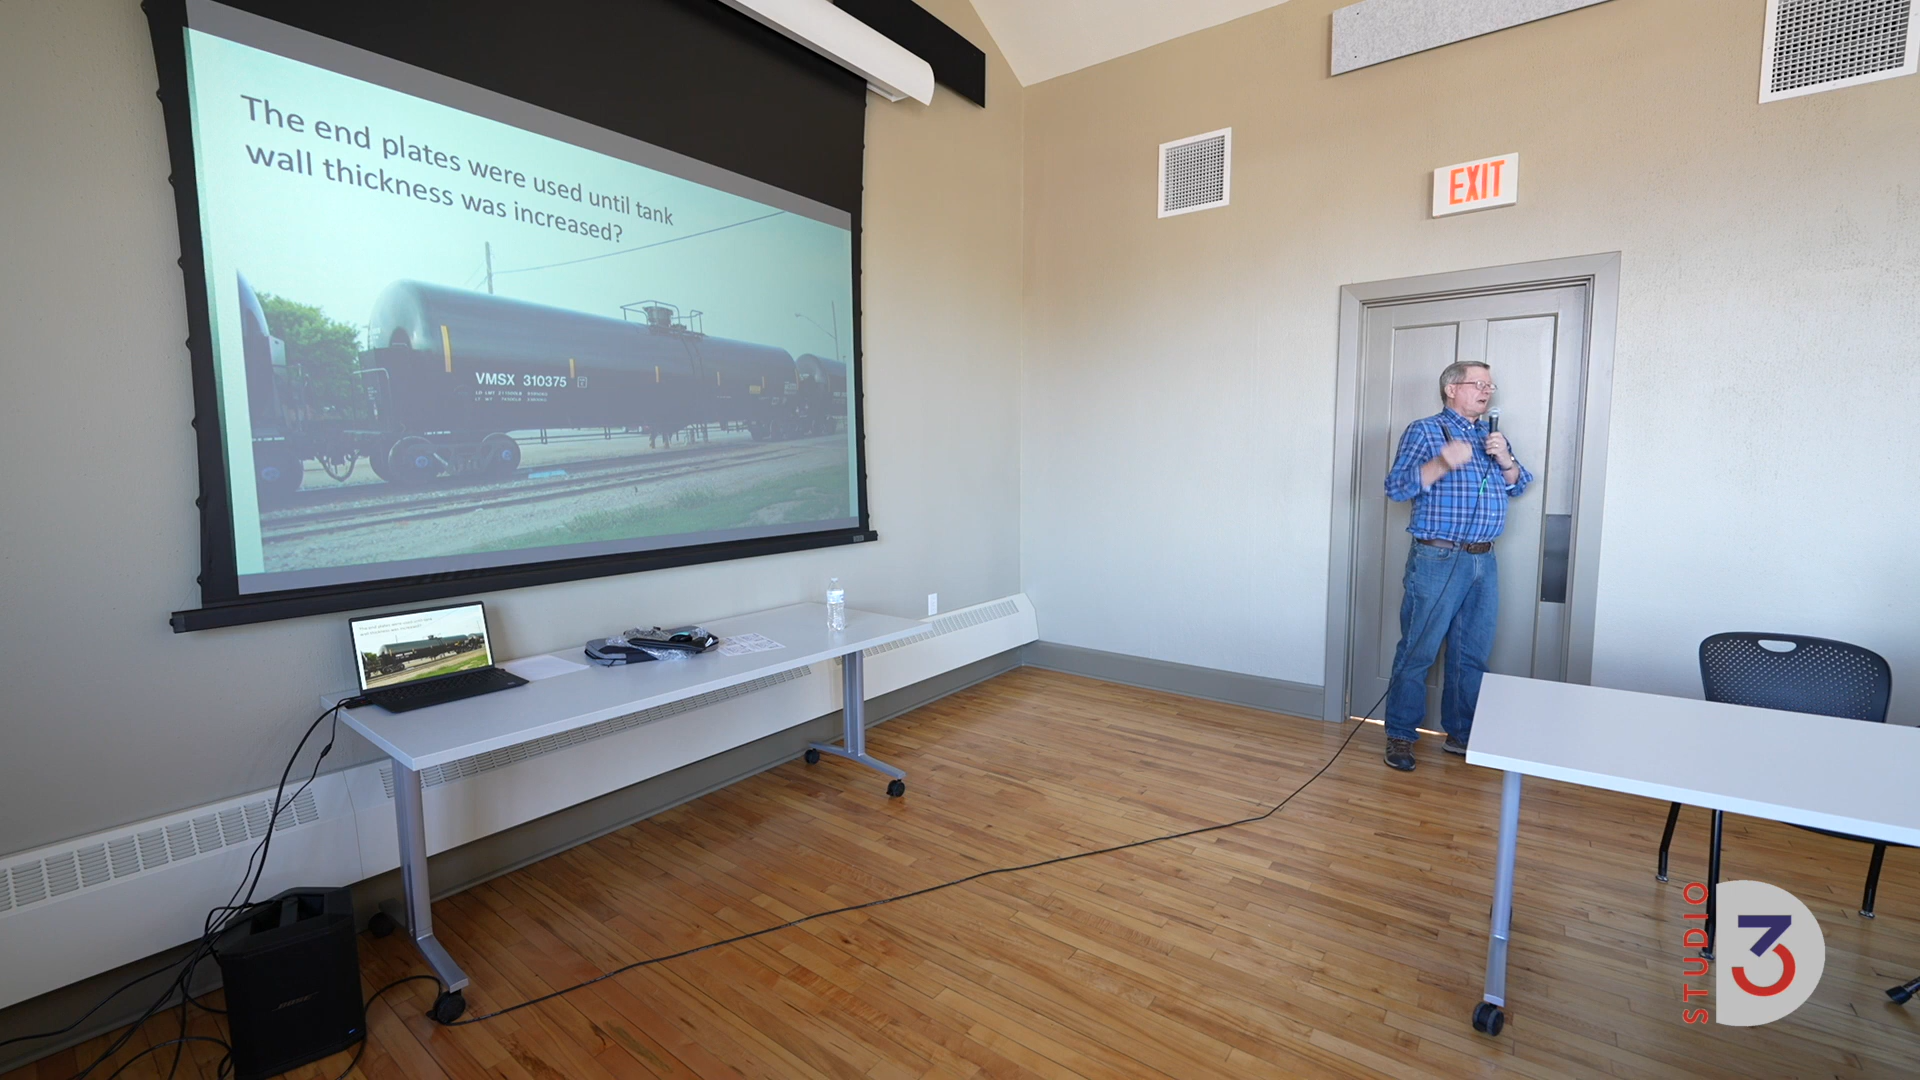 The end plates were used until tank
wall thickness was increased?
VMSX 310375
EXIT
STUDIO
3